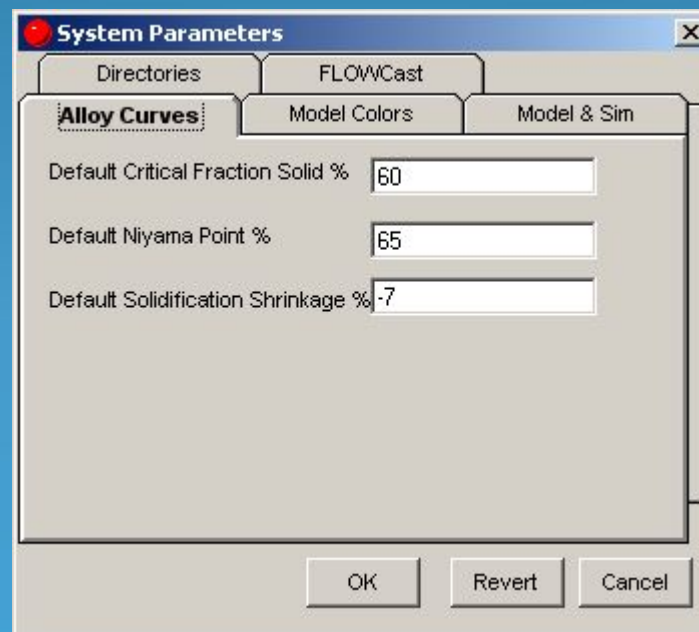 System Parameters
Directories FLOWCast
Alloy Curves Model Colors Model & Sim
Default Critical Fraction Solid % 60
Default Niyama Point % 65
Default Solidification Shrinkage % -7
OK Revert Cancel